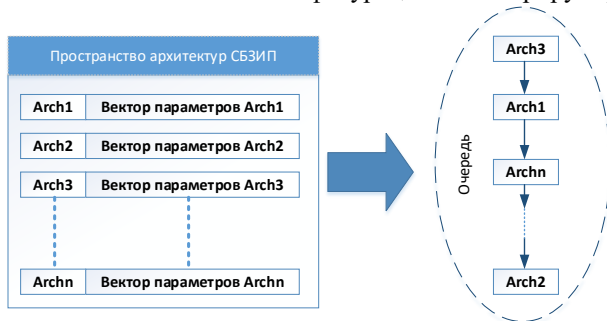 Пространство архитектур СБЗИП
Arch1 Вектор параметров Arch1
Arch2 Вектор параметров Arch2
Arch3 Вектор параметров Arch3
Archn Вектор параметров Archn
Очередь
Arch3
Arch1
Archn
Arch2